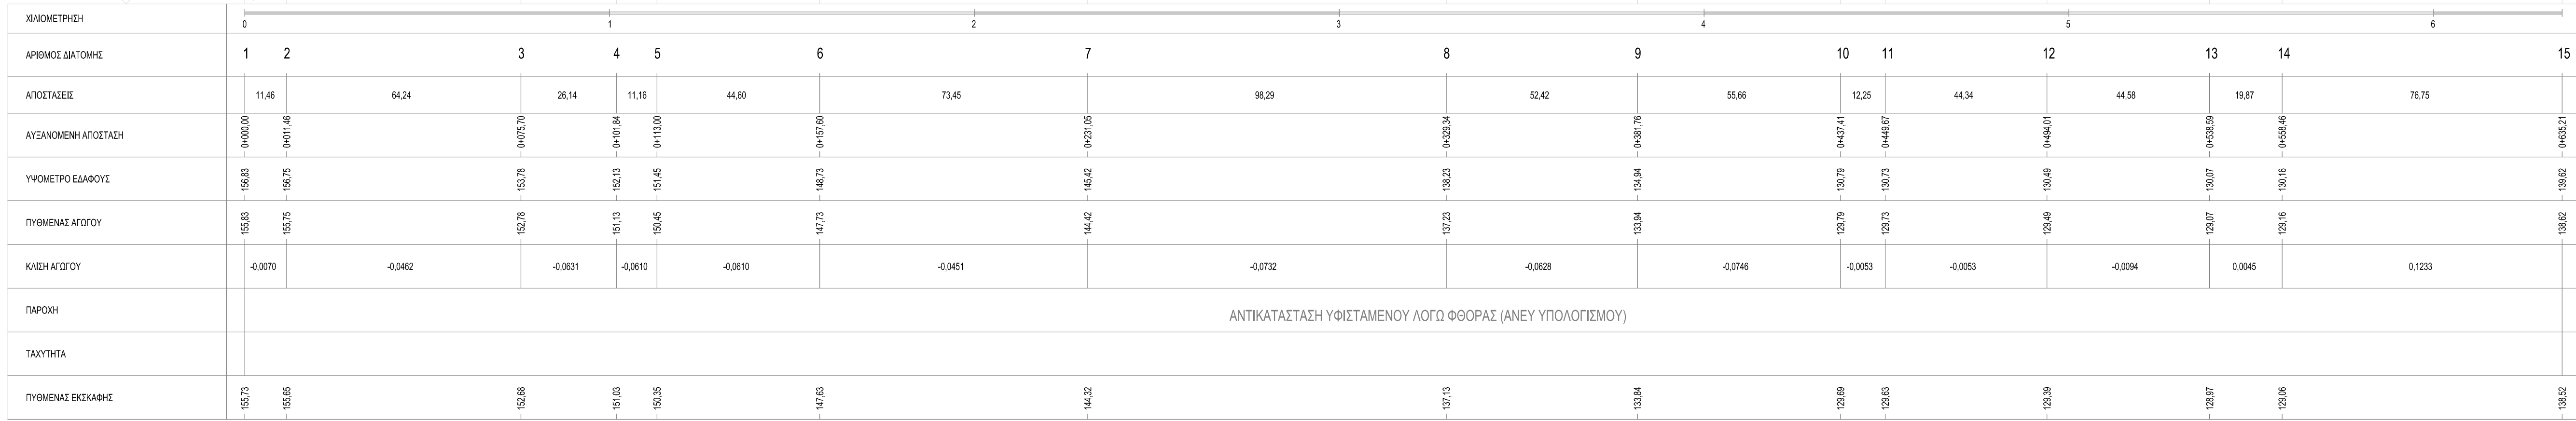 ΧΙΛΙΟΜΕΤΡΗΣΗ 0 1 2 3 4 5 6
ΑΡΙΘΜΟΣ ΔΙΑΤΟΜΗΣ 1 2 3 4 5 6 7 8 9 10 11 12 13 14 15
ΑΠΟΣΤΑΣΕΙΣ 11,46 64,24 26,14 11,16 44,60 73,45 98,29 52,42 55,66 12,25 44,34 44,58 19,87 76,75
ΑΥΞΑΝΟΜΕΝΗ ΑΠΟΣΤΑΣΗ 0+000,00 0+011,46 0+075,70 0+101,84 0+113,00 0+157,60 0+231,05 0+329,34 0+381,76 0+437,41 0+449,67 0+494,01 0+538,59 0+558,46 0+635,21
ΥΨΟΜΕΤΡΟ ΕΔΑΦΟΥΣ 156,83 156,75 153,78 152,13 151,45 148,73 145,42 138,23 134,94 130,79 130,73 130,49 130,07 130,16 139,62
ΠΥΘΜΕΝΑΣ ΑΓΩΓΟΥ 155,83 155,75 152,78 151,13 150,45 147,73 144,42 137,23 133,94 129,79 129,73 129,49 129,07 129,16 138,62
ΚΛΙΣΗ ΑΓΩΓΟΥ -0,0070 -0,0462 -0,0631 -0,0610 -0,0610 -0,0451 -0,0732 -0,0628 -0,0746 -0,0053 -0,0053 -0,0094 0,0045 0,1233
ΠΑΡΟΧΗ ΑΝΤΙΚΑΤΑΣΤΑΣΗ ΥΦΙΣΤΑΜΕΝΟΥ ΛΟΓΩ ΦΘΟΡΑΣ (ΑΝΕΥ ΥΠΟΛΟΓΙΣΜΟΥ)
ΤΑΧΥΤΗΤΑ
ΠΥΘΜΕΝΑΣ ΕΚΣΚΑΦΗΣ 155,73 155,65 152,68 151,03 150,35 147,63 144,32 137,13 133,84 129,69 129,63 129,39 128,97 129,06 138,52